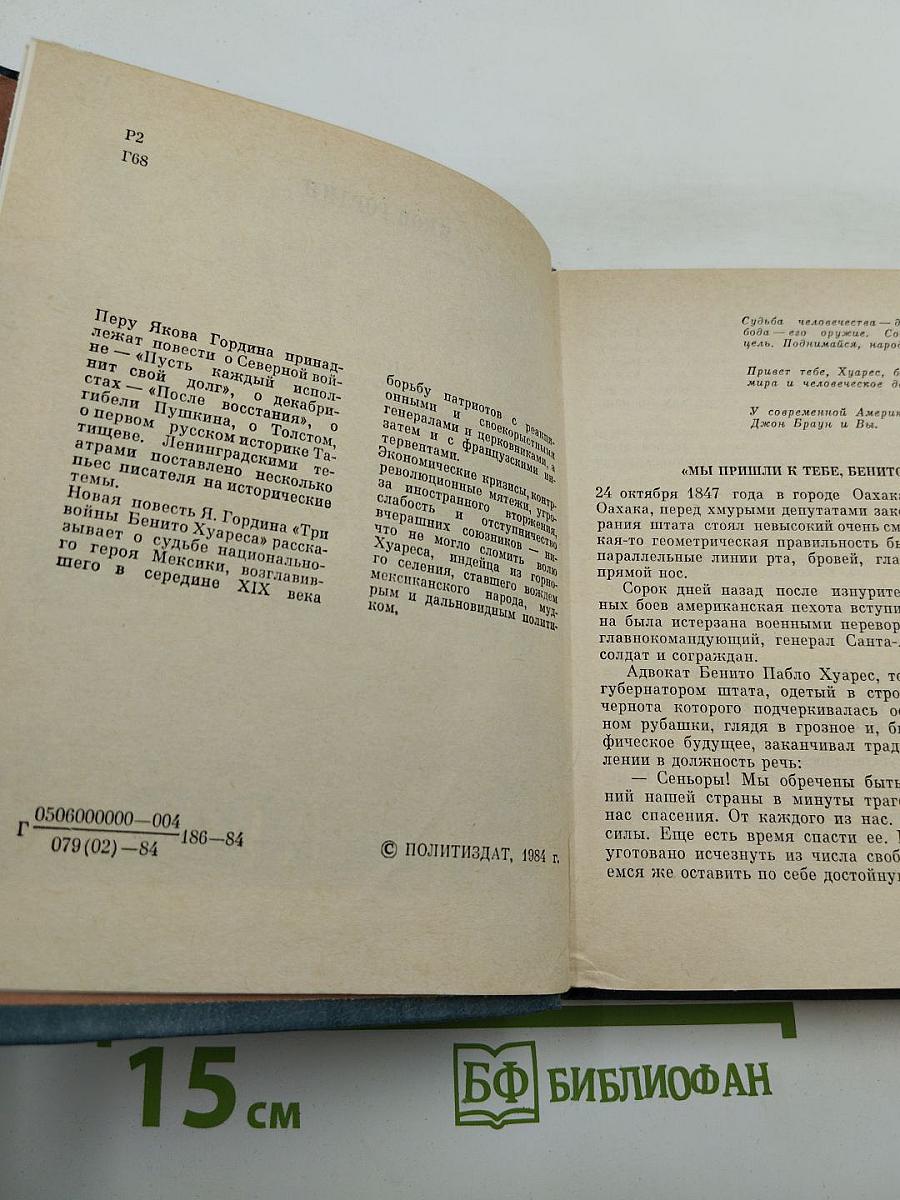 Р2
Г68
Перу Якова Гордина принад-
лежат повести о Северной вой-
не — «Пусть каждый испол-
нит свой долг», о декабри-
стах — «После восстания», о
гибели Пушкина, о Толстом,
о первом русском историке Та-
тищеве. Ленинградскими те-
атрами поставлено несколько
пьес писателя на исторические
темы.
Новая повесть Я. Гордина «Три
войны Бенито Хуареса» расска-
зывает о судьбе национально-
го героя Мексики, возглавив-
шего в середине XIX века
борьбу патриотов с реакци-
онными и своекорыстными
генералами и церковниками, а
затем и с французскими ин-
тервентами.
Экономические кризисы, контр-
революционные мятежи, угро-
за иностранного вторжения,
слабость и отступничество
вчерашних союзников — ни-
что не могло сломить волю
Хуареса, индейца из горно-
го селения, ставшего вождем
мексиканского народа, муд-
рым и дальновидным полити-
ком.
Г 0506000000—004 186—84
079(02)—84
© ПОЛИТИЗДАТ, 1984 г.
Судьба человечества —
бода — его оружие. Со
цель. Поднимайся, народ
Привет тебе, Хуарес, б
мира и человеческое до
У современной Америк
Джон Браун и Вы.
«МЫ ПРИШЛИ К ТЕБЕ, БЕНИТО
24 октября 1847 года в городе Оахака
Оахака, перед хмурыми депутатами зако
рания штата стоял невысокий очень см
кая-то геометрическая правильность бы
параллельные линии рта, бровей, гла
прямой нос.
Сорок дней назад после изнурите
ных боев американская пехота вступи
на была истерзана военными перевор
главнокомандующий, генерал Санта-
солдат и сограждан.
Адвокат Бенито Пабло Хуарес, то
губернатором штата, одетый в стро
чернота которого подчеркивалась ос
ном рубашки, глядя в грозное и, бы
фическое будущее, заканчивал трад
лении в должность речь:
— Сеньоры! Мы обречены быть
ний нашей страны в минуты траг
нас спасения. От каждого из нас.
силы. Еще есть время спасти ее.
уготовано исчезнуть из числа своб
емся же оставить по себе достойну
15 см
БФ БИБЛИОФАН